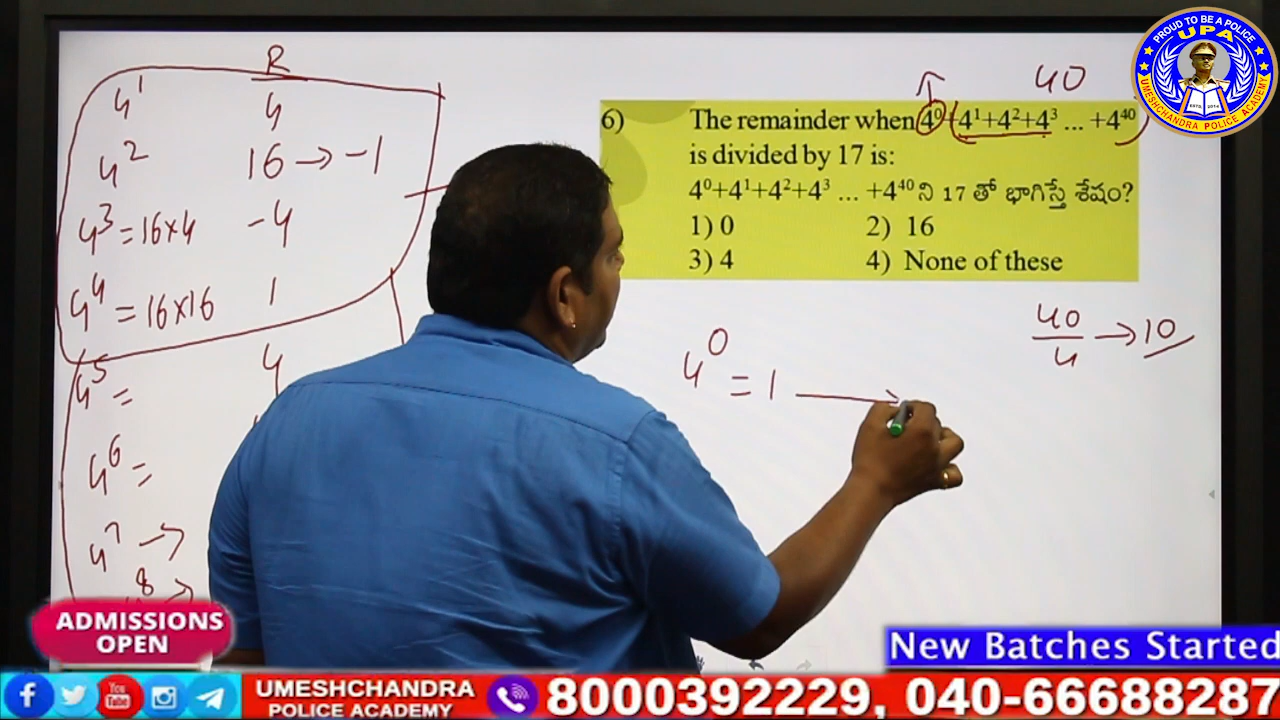 R
4¹ 4
4² 16 → -1
4³ = 16×4 -4
4⁴ = 16×16 1
4⁵ = 4
4⁶ =
4⁷ →
8 →
40
6) The remainder when 4⁰+4¹+4²+4³ ... +4⁴⁰
is divided by 17 is:
4⁰+4¹+4²+4³ ... +4⁴⁰ ని 17 తో భాగిస్తే శేషం?
1) 0 2) 16
3) 4 4) None of these
40/4 → 10
4⁰ = 1 →
PROUD TO BE A POLICE
UPA
ESTD. 2014
UMESHCHANDRA POLICE ACADEMY
ADMISSIONS
OPEN
New Batches Started
UMESHCHANDRA
POLICE ACADEMY
8000392229, 040-66688287